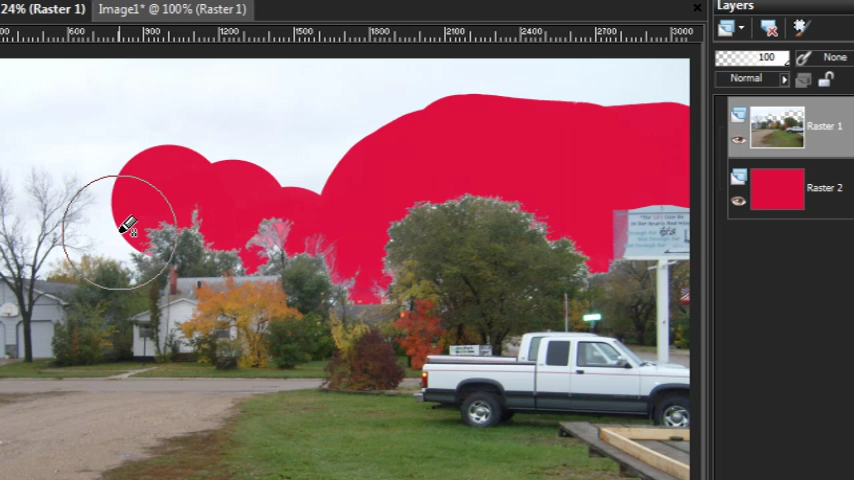 24% (Raster 1)
Image1* @ 100% (Raster 1)
Layers
600
900
1200
1500
1800
2100
2400
2700
3000
100
None
Normal
Raster 1
Raster 2